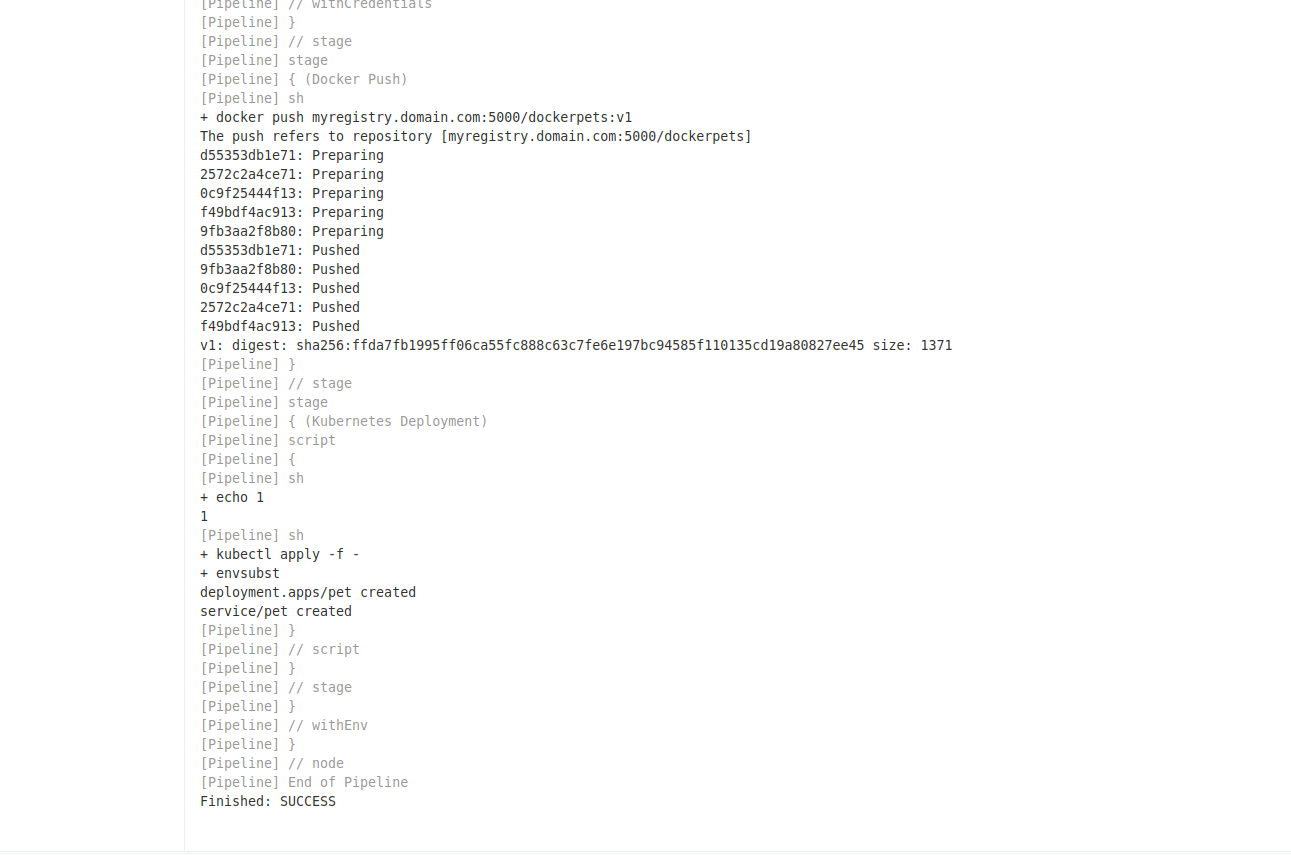 [Pipeline] // withCredentials
[Pipeline] }
[Pipeline] // stage
[Pipeline] stage
[Pipeline] { (Docker Push)
[Pipeline] sh
+ docker push myregistry.domain.com:5000/dockerpets:v1
The push refers to repository [myregistry.domain.com:5000/dockerpets]
d55353db1e71: Preparing
2572c2a4ce71: Preparing
0c9f25444f13: Preparing
f49bdf4ac913: Preparing
9fb3aa2f8b80: Preparing
d55353db1e71: Pushed
9fb3aa2f8b80: Pushed
0c9f25444f13: Pushed
2572c2a4ce71: Pushed
f49bdf4ac913: Pushed
v1: digest: sha256:ffda7fb1995ff06ca55fc888c63c7fe6e197bc94585f110135cd19a80827ee45 size: 1371
[Pipeline] }
[Pipeline] // stage
[Pipeline] stage
[Pipeline] { (Kubernetes Deployment)
[Pipeline] script
[Pipeline] {
[Pipeline] sh
+ echo 1
1
[Pipeline] sh
+ kubectl apply -f -
+ envsubst
deployment.apps/pet created
service/pet created
[Pipeline] }
[Pipeline] // script
[Pipeline] }
[Pipeline] // stage
[Pipeline] }
[Pipeline] // withEnv
[Pipeline] }
[Pipeline] // node
[Pipeline] End of Pipeline
Finished: SUCCESS